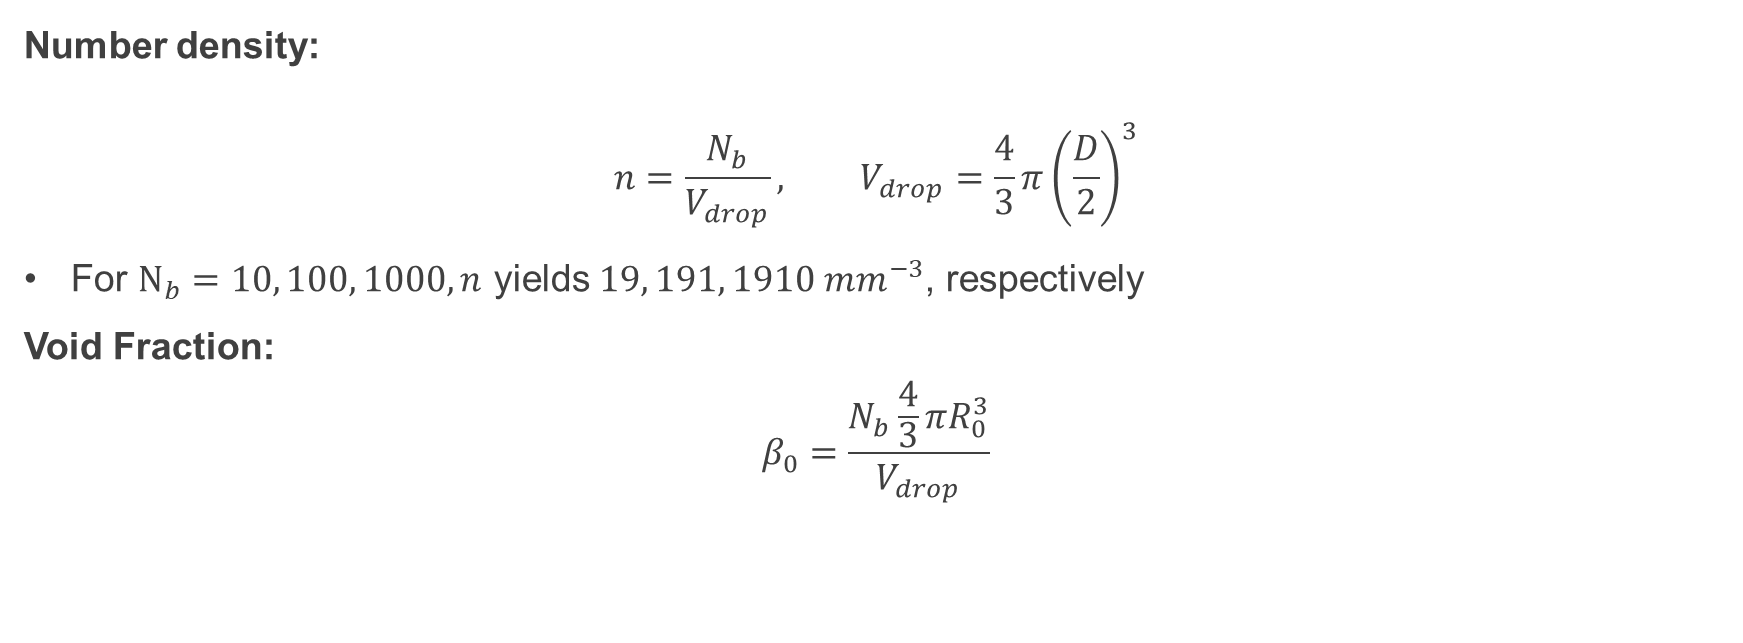 Number density:
n = N_b / V_drop, V_drop = 4/3 π (D/2)^3
• For N_b = 10, 100, 1000, n yields 19, 191, 1910 mm^−3, respectively
Void Fraction:
β_0 = N_b 4/3 π R_0^3 / V_drop